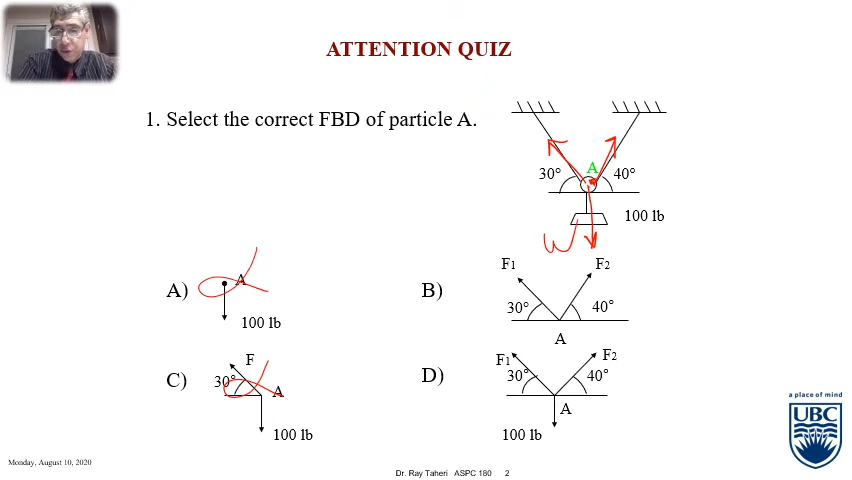 ATTENTION QUIZ
1. Select the correct FBD of particle A.
A
30° 40°
100 lb
W
A) A
100 lb
B) F1 F2
30° 40°
A
C) F
30° A
100 lb
D) F1 F2
30° 40°
A
100 lb
a place of mind
UBC
Monday, August 10, 2020
Dr. Ray Taheri ASPC 180 2